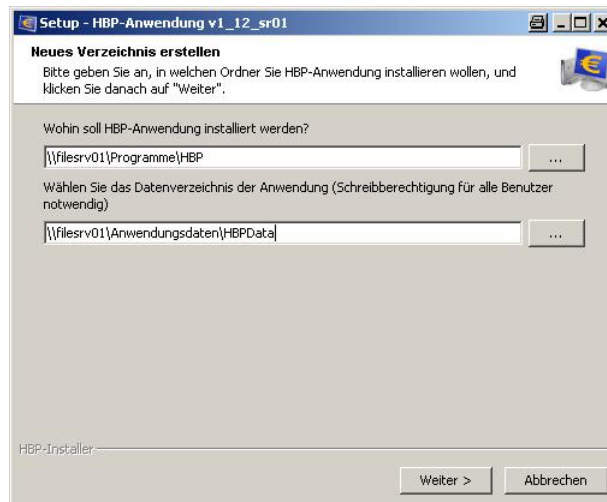 Setup - HBP-Anwendung v1_12_sr01
Neues Verzeichnis erstellen
Bitte geben Sie an, in welchen Ordner Sie HBP-Anwendung installieren wollen, und
klicken Sie danach auf "Weiter".
Wohin soll HBP-Anwendung installiert werden?
\\filesrv01\Programme\HBP
...
Wählen Sie das Datenverzeichnis der Anwendung (Schreibberechtigung für alle Benutzer
notwendig)
\\filesrv01\Anwendungsdaten\HBPData
...
HBP-Installer
Weiter >
Abbrechen